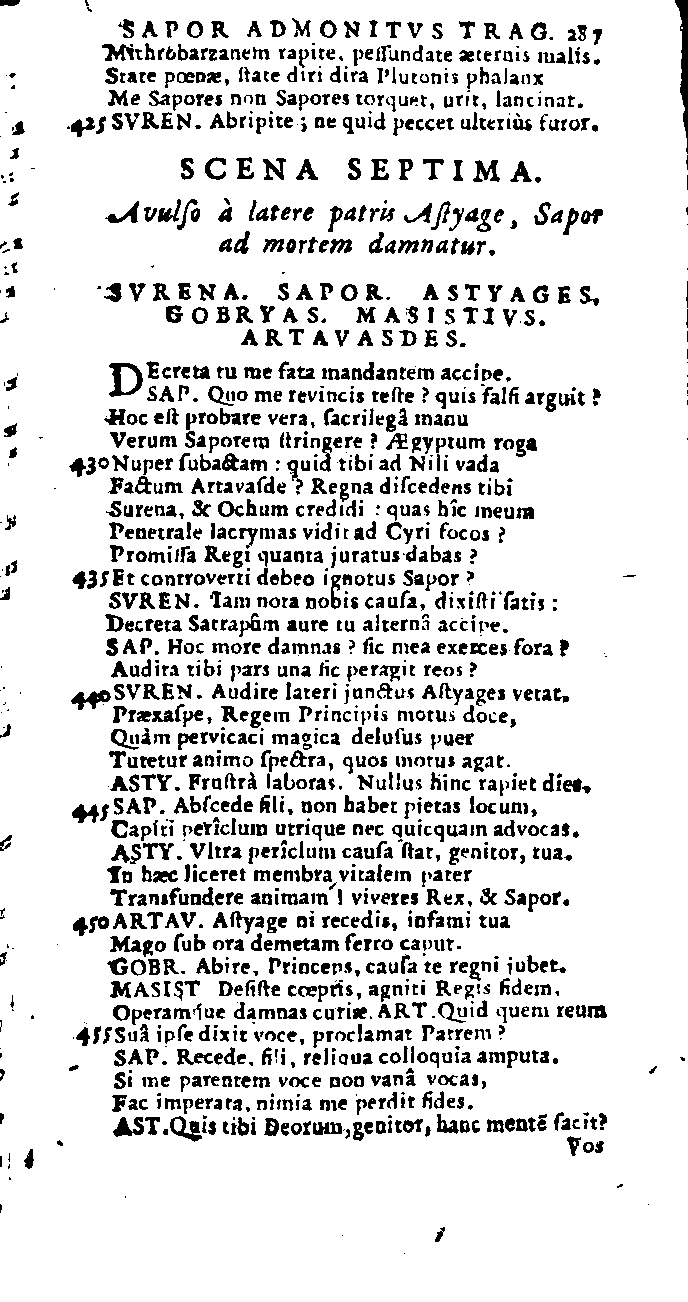 SAPOR ADMONITVS TRAG. 287
Mithrobarzanem rapite, peſſundate æternis malis.
State pœnæ, ſtate diri dira Plutonis phalanx
Me Sapores non Sapores torquet, urit, lancinat.
425 SVREN. Abripite ; ne quid peccet ulteriùs furor.
SCENA SEPTIMA.
Avulſo à latere patris Aſtyage, Sapor
ad mortem damnatur.
SVRENA. SAPOR. ASTYAGES,
GOBRYAS. MASISTIVS.
ARTAVASDES.
DEcreta tu me fata mandantem accipe.
SAP. Quo me revincis teſte ? quis falſi arguit ?
Hoc eſt probare vera, ſacrilegâ manu
Verum Saporem ſtringere ? Ægyptum roga
430 Nuper ſubactam : quid tibi ad Nili vada
Factum Artavaſde ? Regna diſcedens tibi
Surena, & Ochum credidi : quas hîc meum
Penetrale lacrymas vidit ad Cyri focos ?
Promiſſa Regi quanta juratus dabas ?
435 Et controverti debeo ignotus Sapor ?
SVREN. Iam nota nobis cauſa, dixiſti ſatis :
Decreta Satrapûm aure tu alternâ accipe.
SAP. Hoc more damnas ? ſic mea exerces fora ?
Audita tibi pars una ſic peragit reos ?
440 SVREN. Audire lateri junctus Aſtyages vetat.
Præxaſpe, Regem Principis motus doce,
Quàm pervicaci magica deluſus puer
Tutetur animo ſpectra, quos motus agat.
ASTY. Fruſtrà laboras. Nullus hinc rapiet dies.
445 SAP. Abſcede fili, non habet pietas locum,
Capiti perîclum utrique nec quicquam advocas.
ASTY. Vltra perîclum cauſa ſtat, genitor, tua.
In hæc liceret membra vitalem pater
Transfundere animam ! viveres Rex, & Sapor.
450 ARTAV. Aſtyage ni recedis, infami tua
Mago ſub ora demetam ferro caput.
GOBR. Abire, Princeps, cauſa te regni jubet.
MASIST Deſiſte cœptis, agniti Regis fidem,
Operamque damnas curiæ. ART. Quid quem reum
455 Suâ ipſe dixit voce, proclamat Patrem ?
SAP. Recede, fili, reliqua colloquia amputa.
Si me parentem voce non vanâ vocas,
Fac imperata, nimia me perdit fides.
AST. Quis tibi Deorum, genitor, hanc mentē facit?
Vos